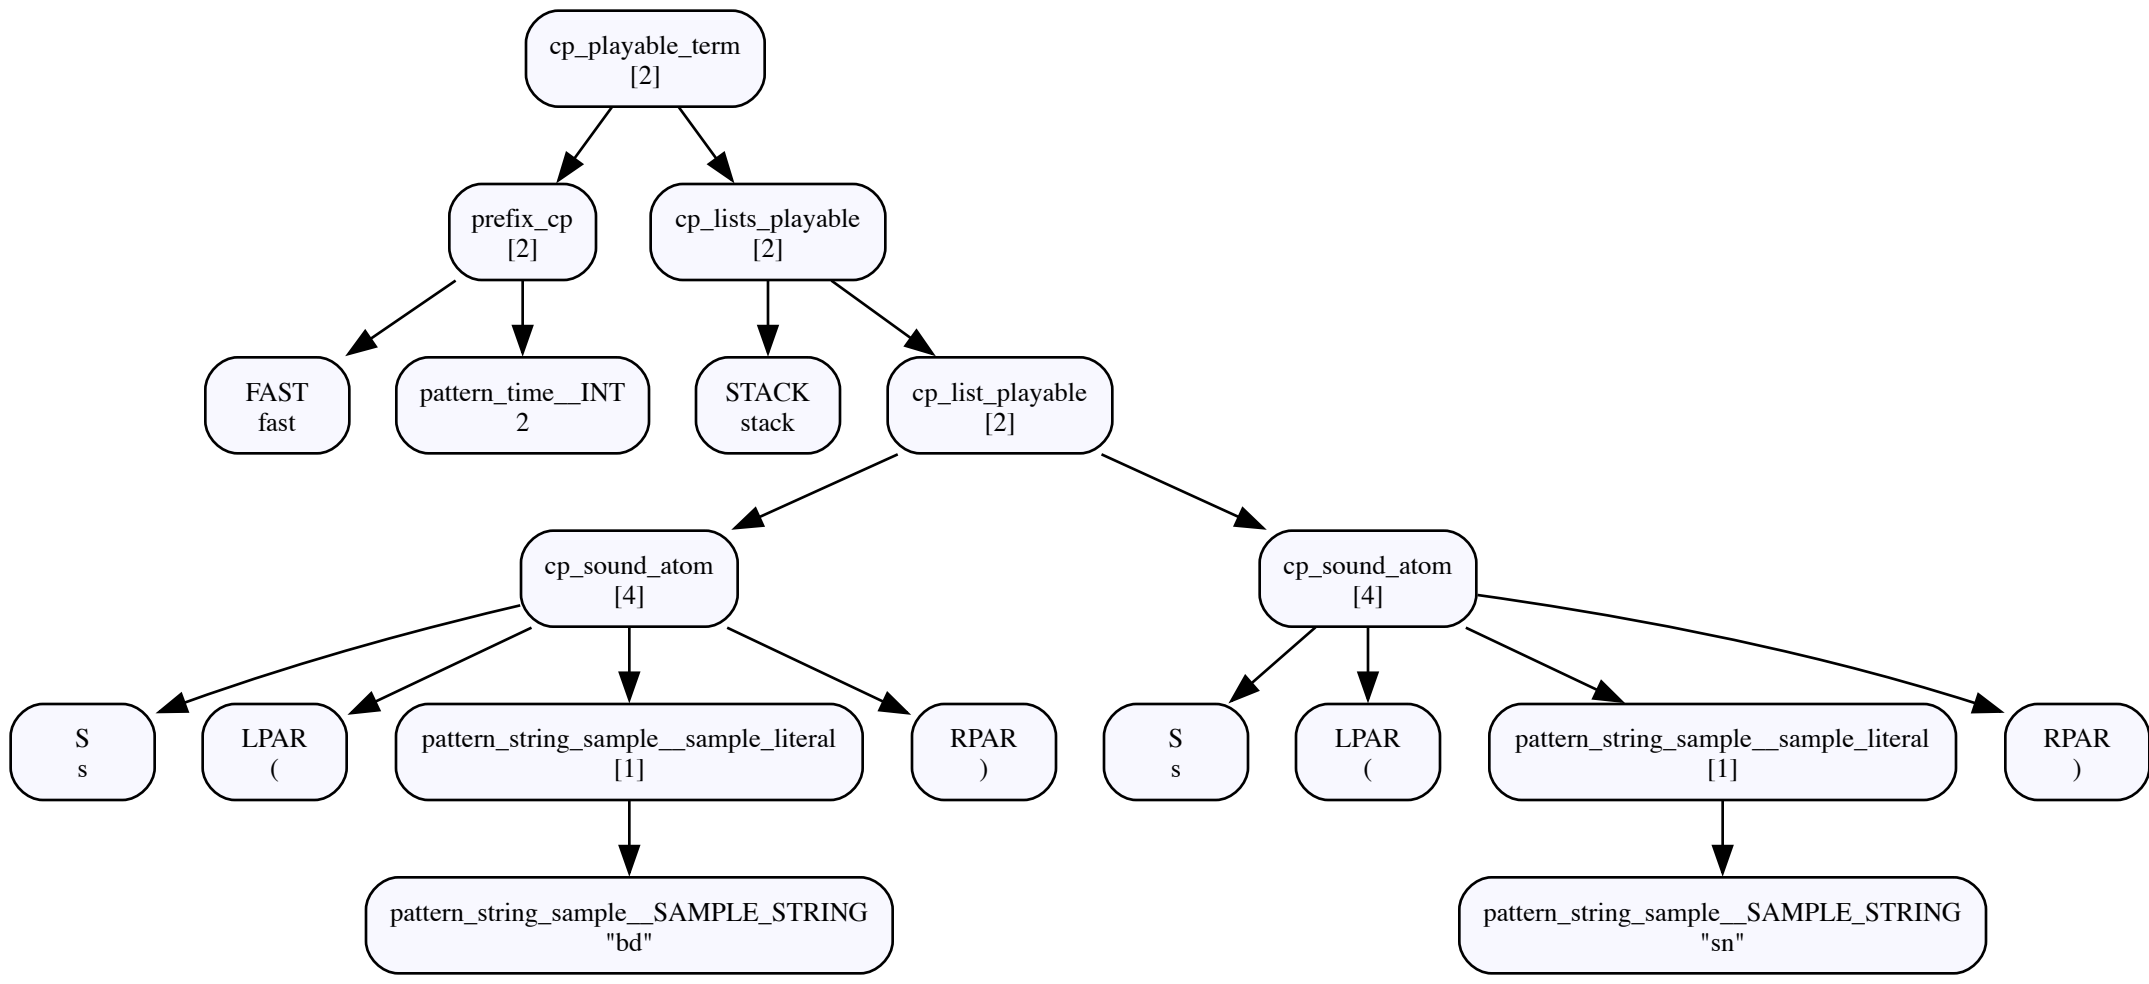 cp_playable_term
[2]
prefix_cp
[2]
cp_lists_playable
[2]
FAST
fast
pattern_time__INT
2
STACK
stack
cp_list_playable
[2]
cp_sound_atom
[4]
cp_sound_atom
[4]
S
s
LPAR
(
pattern_string_sample__sample_literal
[1]
RPAR
)
S
s
LPAR
(
pattern_string_sample__sample_literal
[1]
RPAR
)
pattern_string_sample__SAMPLE_STRING
"bd"
pattern_string_sample__SAMPLE_STRING
"sn"